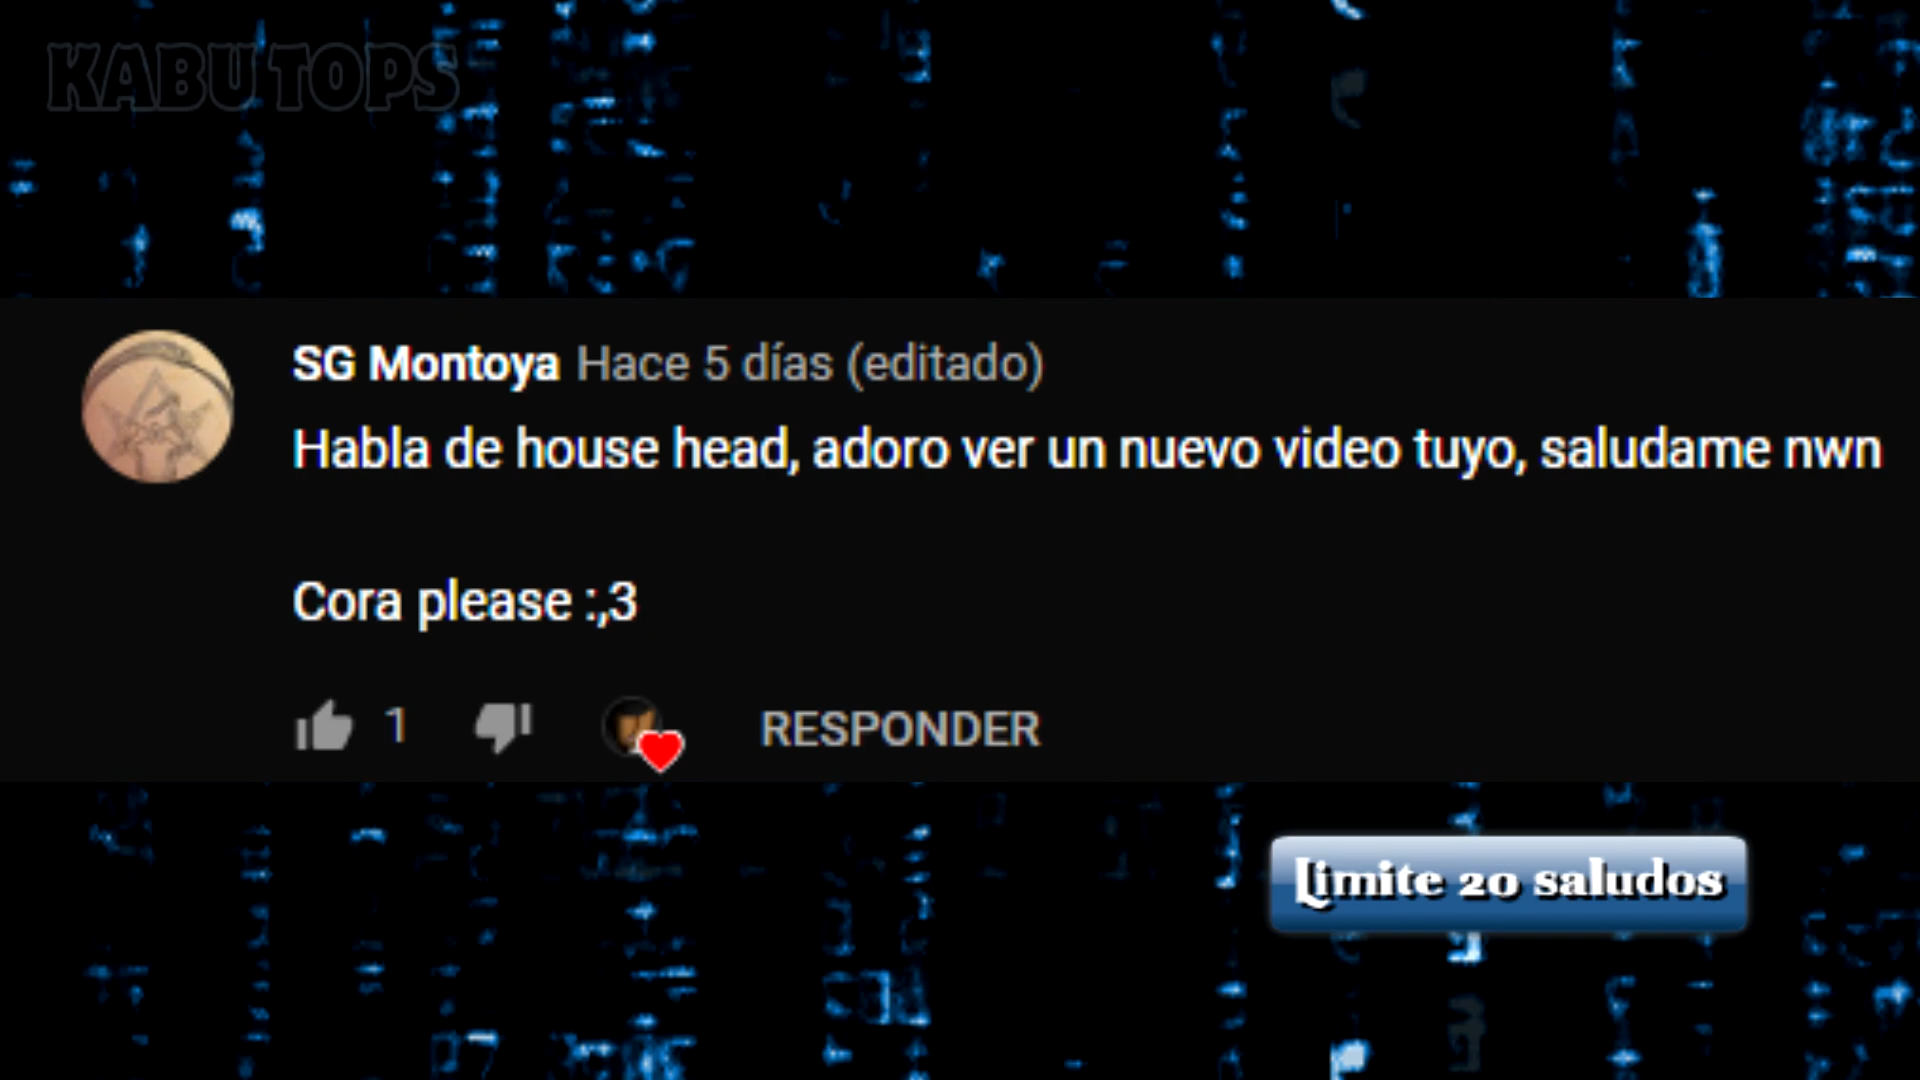 KABUTOPS
SG Montoya Hace 5 días (editado)
Habla de house head, adoro ver un nuevo video tuyo, saludame nwn
Cora please :,3
1 RESPONDER
Limite 20 saludos